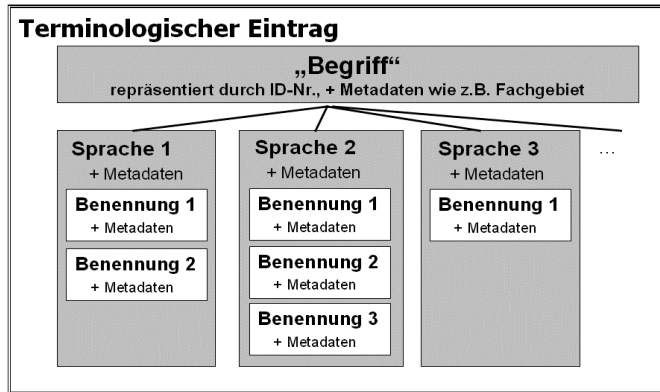 Terminologischer Eintrag
„Begriff“
repräsentiert durch ID-Nr., + Metadaten wie z.B. Fachgebiet
Sprache 1
+ Metadaten
Benennung 1
+ Metadaten
Benennung 2
+ Metadaten
Sprache 2
+ Metadaten
Benennung 1
+ Metadaten
Benennung 2
+ Metadaten
Benennung 3
+ Metadaten
Sprache 3
+ Metadaten
Benennung 1
+ Metadaten
...